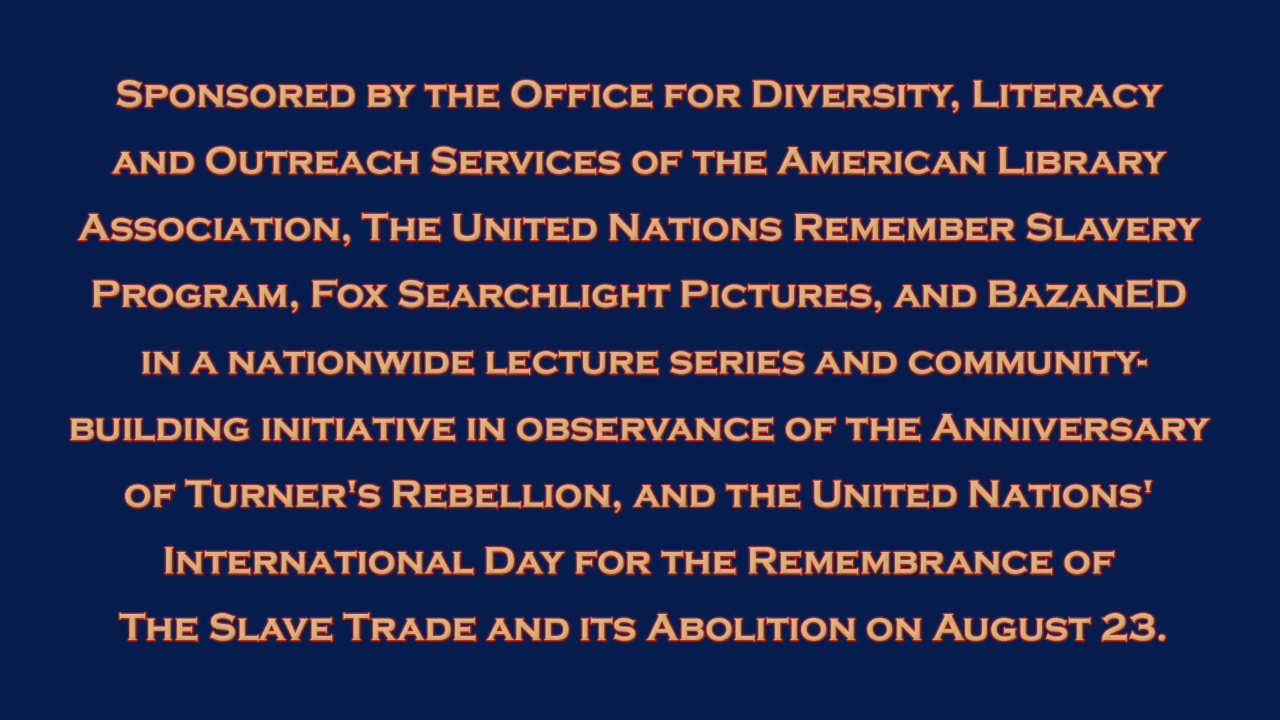 Sponsored by the Office for Diversity, Literacy
and Outreach Services of the American Library
Association, The United Nations Remember Slavery
Program, Fox Searchlight Pictures, and BazanED
in a nationwide lecture series and community-
building initiative in observance of the Anniversary
of Turner's Rebellion, and the United Nations'
International Day for the Remembrance of
The Slave Trade and its Abolition on August 23.